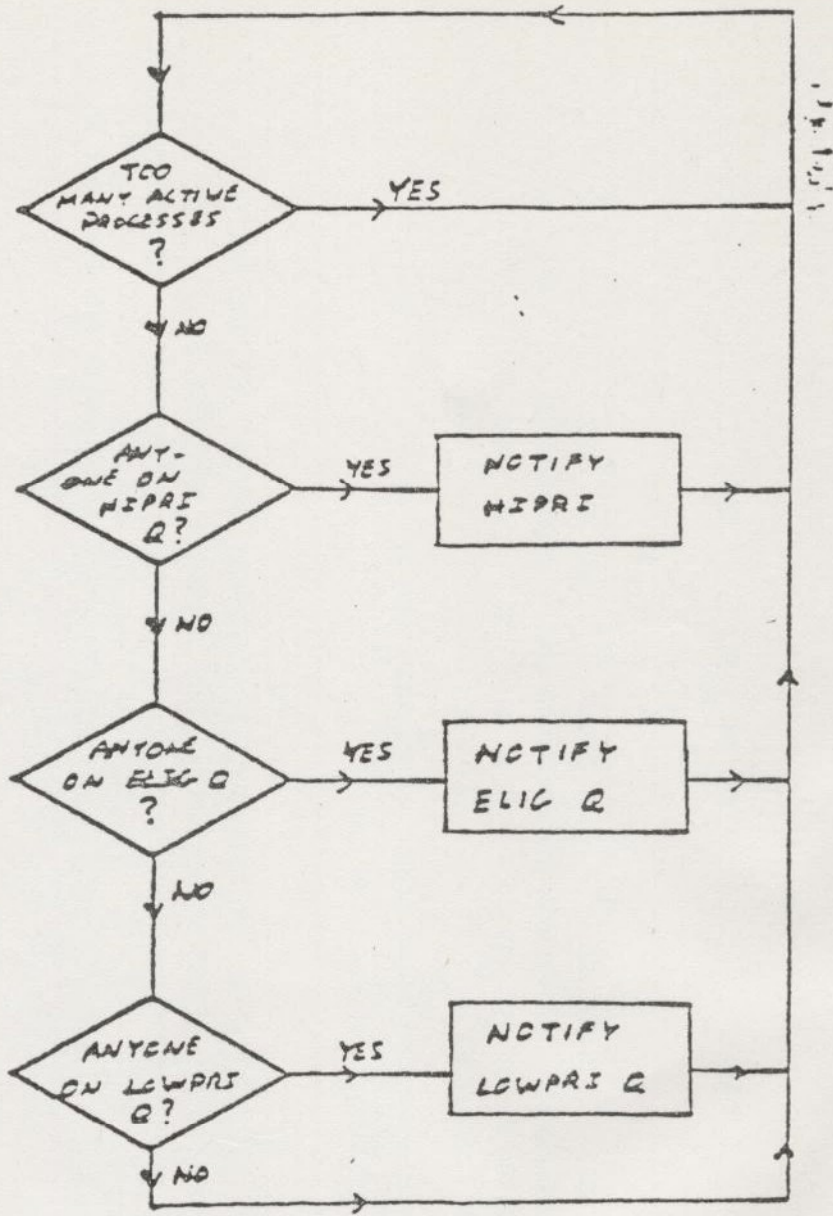 TOO
MANY ACTIVE
PROCESSES
?
YES
NO
ANY-
ONE ON
HIPRI
Q?
YES
NOTIFY
HIPRI
NO
ANYONE
ON ELIG Q
?
YES
NOTIFY
ELIG Q
NO
ANYONE
ON LOWPRI
Q?
YES
NOTIFY
LOWPRI Q
NO